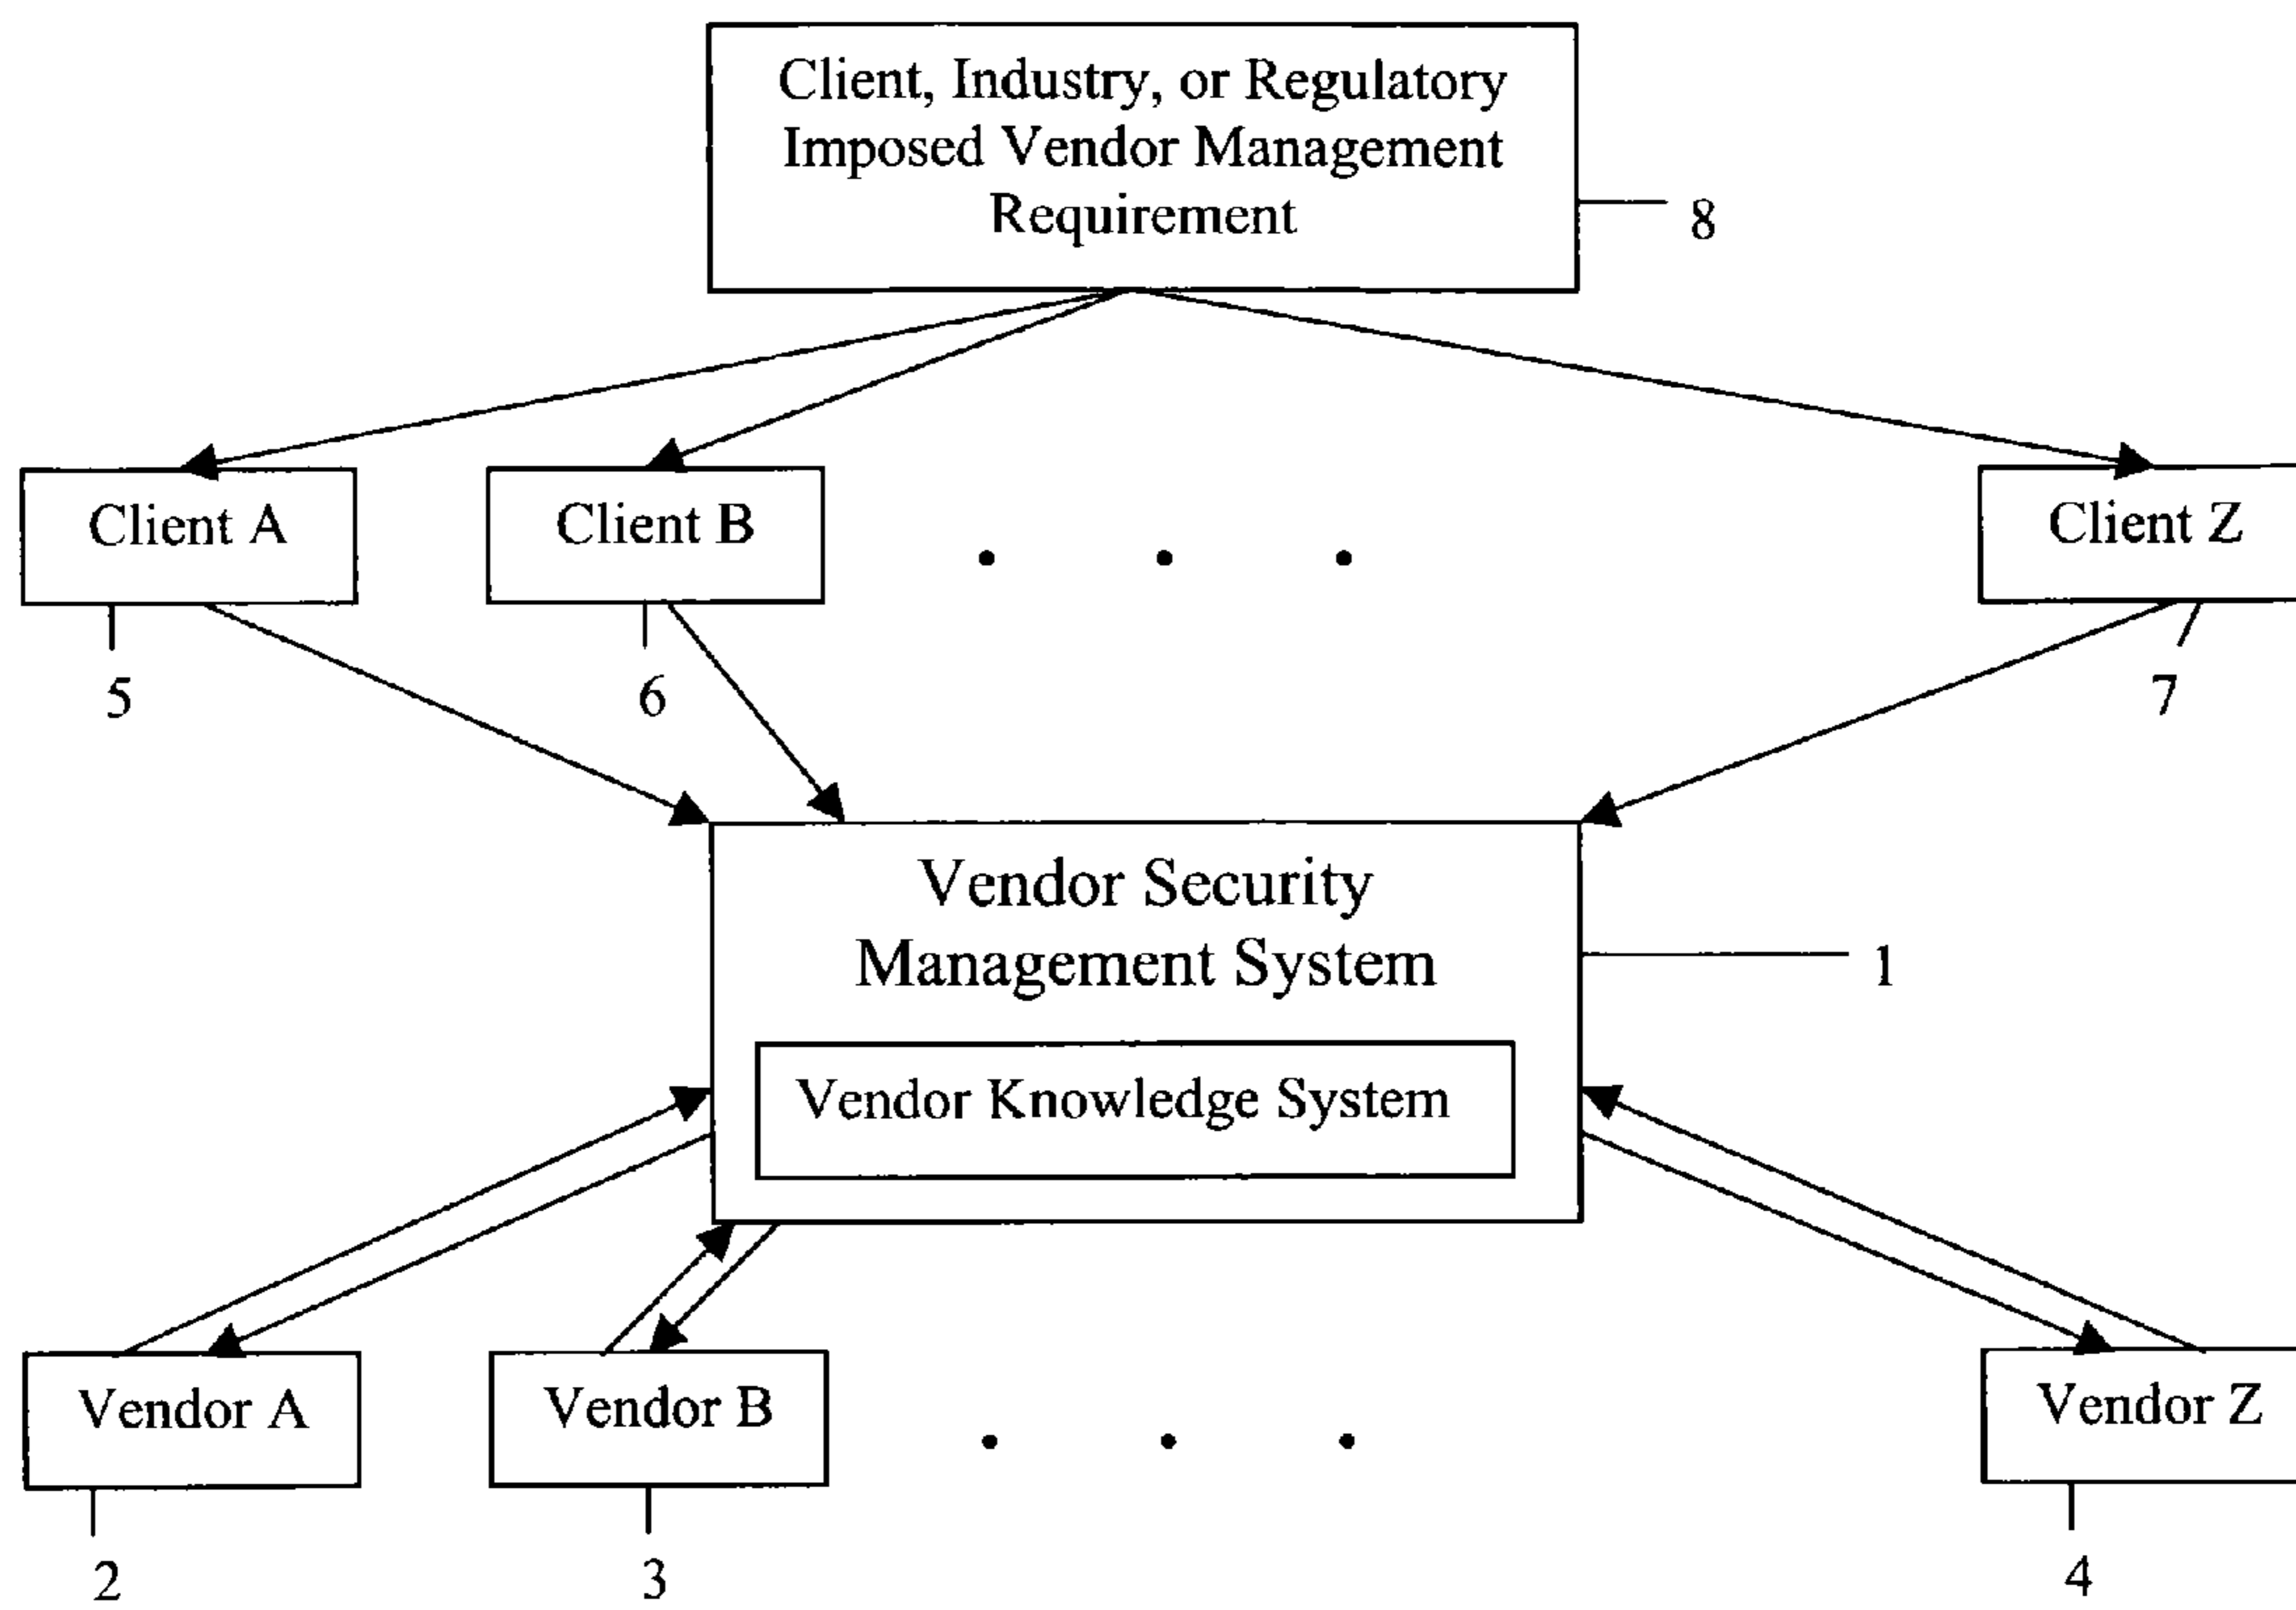 Client, Industry, or Regulatory
Imposed Vendor Management
Requirement
8
Client A
Client B
Client Z
5
6
7
Vendor Security
Management System
1
Vendor Knowledge System
Vendor A
Vendor B
Vendor Z
2
3
4